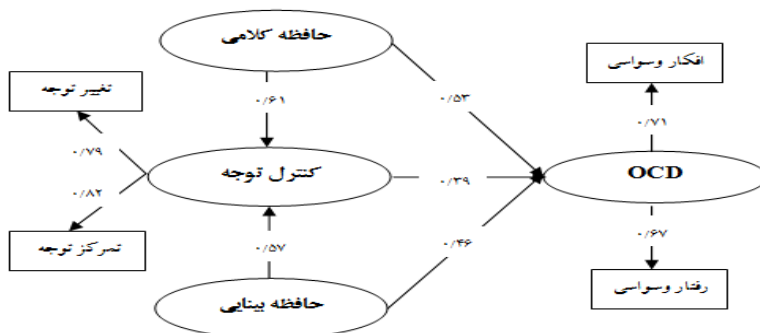 حافظه کلامی
افکار وسواسی
تغییر توجه
۰/۶۱
۰/۵۳
۰/۷۱
۰/۷۹
کنترل توجه
۰/۳۹
OCD
۰/۸۲
تمرکز توجه
۰/۵۷
۰/۴۶
۰/۶۷
حافظه بینایی
رفتار وسواسی